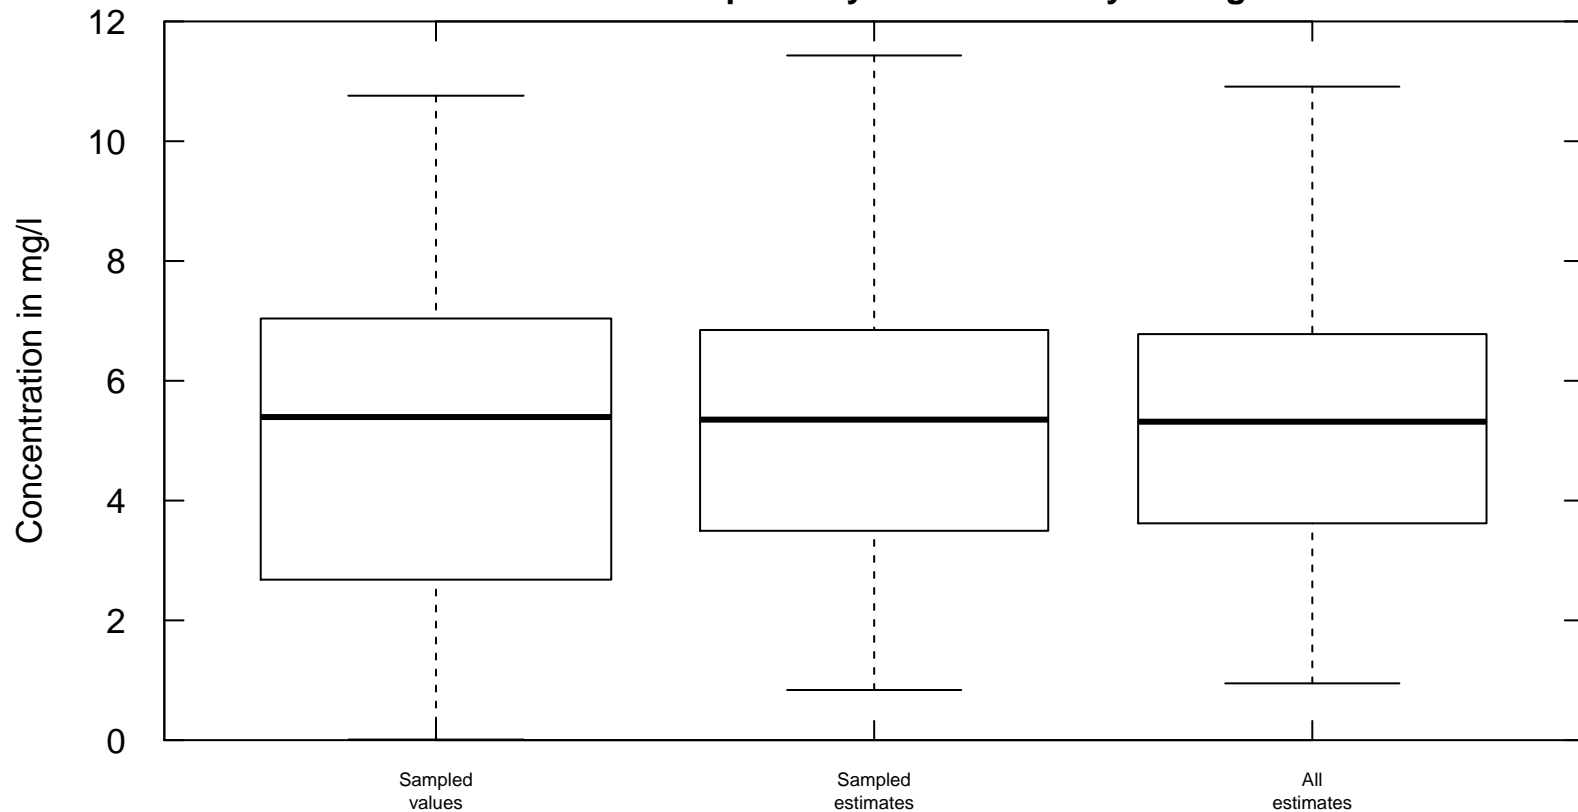 12
10
8
6
4
2
0
Concentration in mg/l
Sampled
values
Sampled
estimates
All
estimates